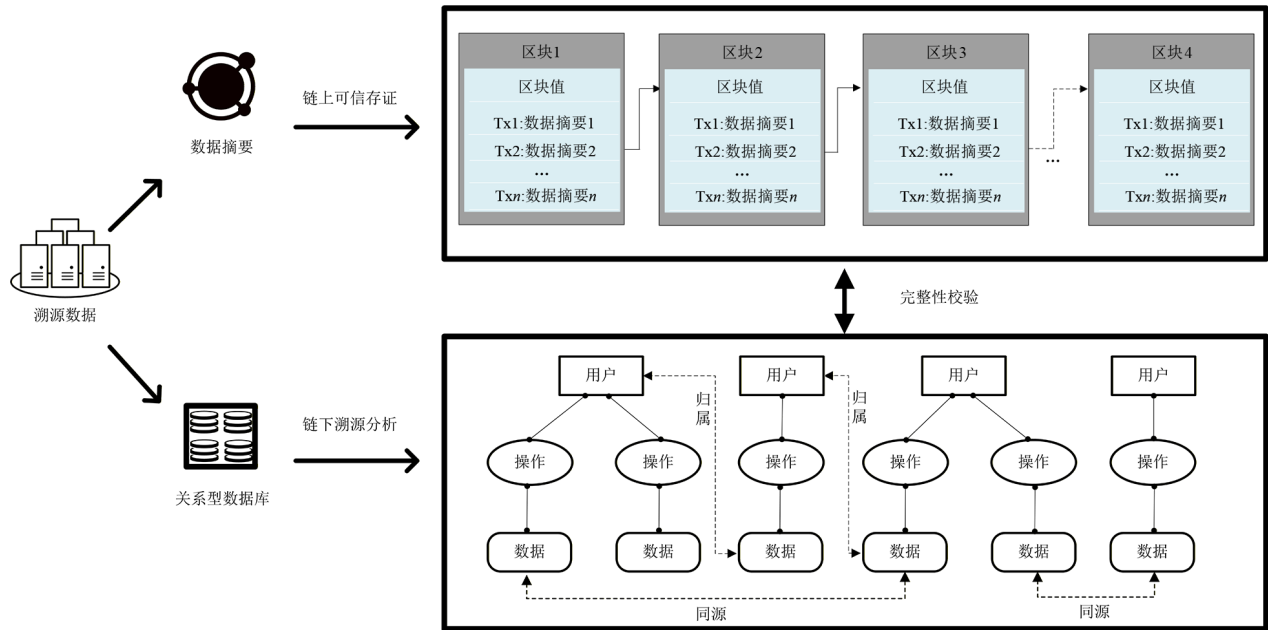 数据摘要
链上可信存证
区块1
区块值
Tx1:数据摘要1
Tx2:数据摘要2
...
Txn:数据摘要n
区块2
区块值
Tx1:数据摘要1
Tx2:数据摘要2
...
Txn:数据摘要n
区块3
区块值
Tx1:数据摘要1
Tx2:数据摘要2
...
Txn:数据摘要n
...
区块4
区块值
Tx1:数据摘要1
Tx2:数据摘要2
...
Txn:数据摘要n
溯源数据
完整性校验
关系型数据库
链下溯源分析
用户
用户
用户
用户
归属
归属
操作
操作
操作
操作
操作
操作
数据
数据
数据
数据
数据
数据
同源
同源